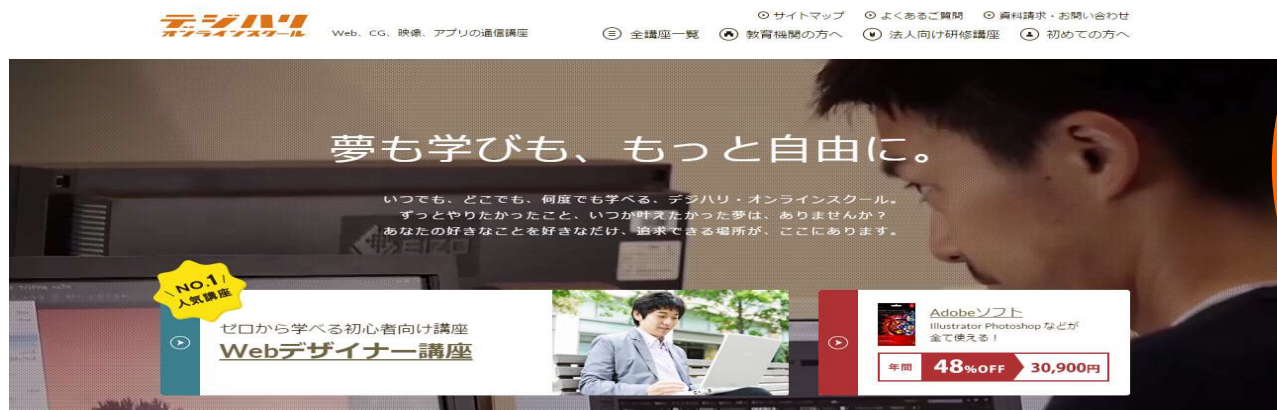 デジハリ
オンラインスクール
Web、CG、映像、アプリの通信講座
サイトマップ よくあるご質問 資料請求・お問い合わせ
全講座一覧 教育機関の方へ 法人向け研修講座 初めての方へ
夢も学びも、もっと自由に。
いつでも、どこでも、何度でも学べる、デジハリ・オンラインスクール。
ずっとやりたかったこと、いつか叶えたかった夢は、ありませんか？
あなたの好きなことを好きなだけ、追求できる場所が、ここにあります。
EIZO
NO.1
人気講座
ゼロから学べる初心者向け講座
Webデザイナー講座
Adobeソフト
Illustrator Photoshop などが
全て使える！
年間 48%OFF 30,900円